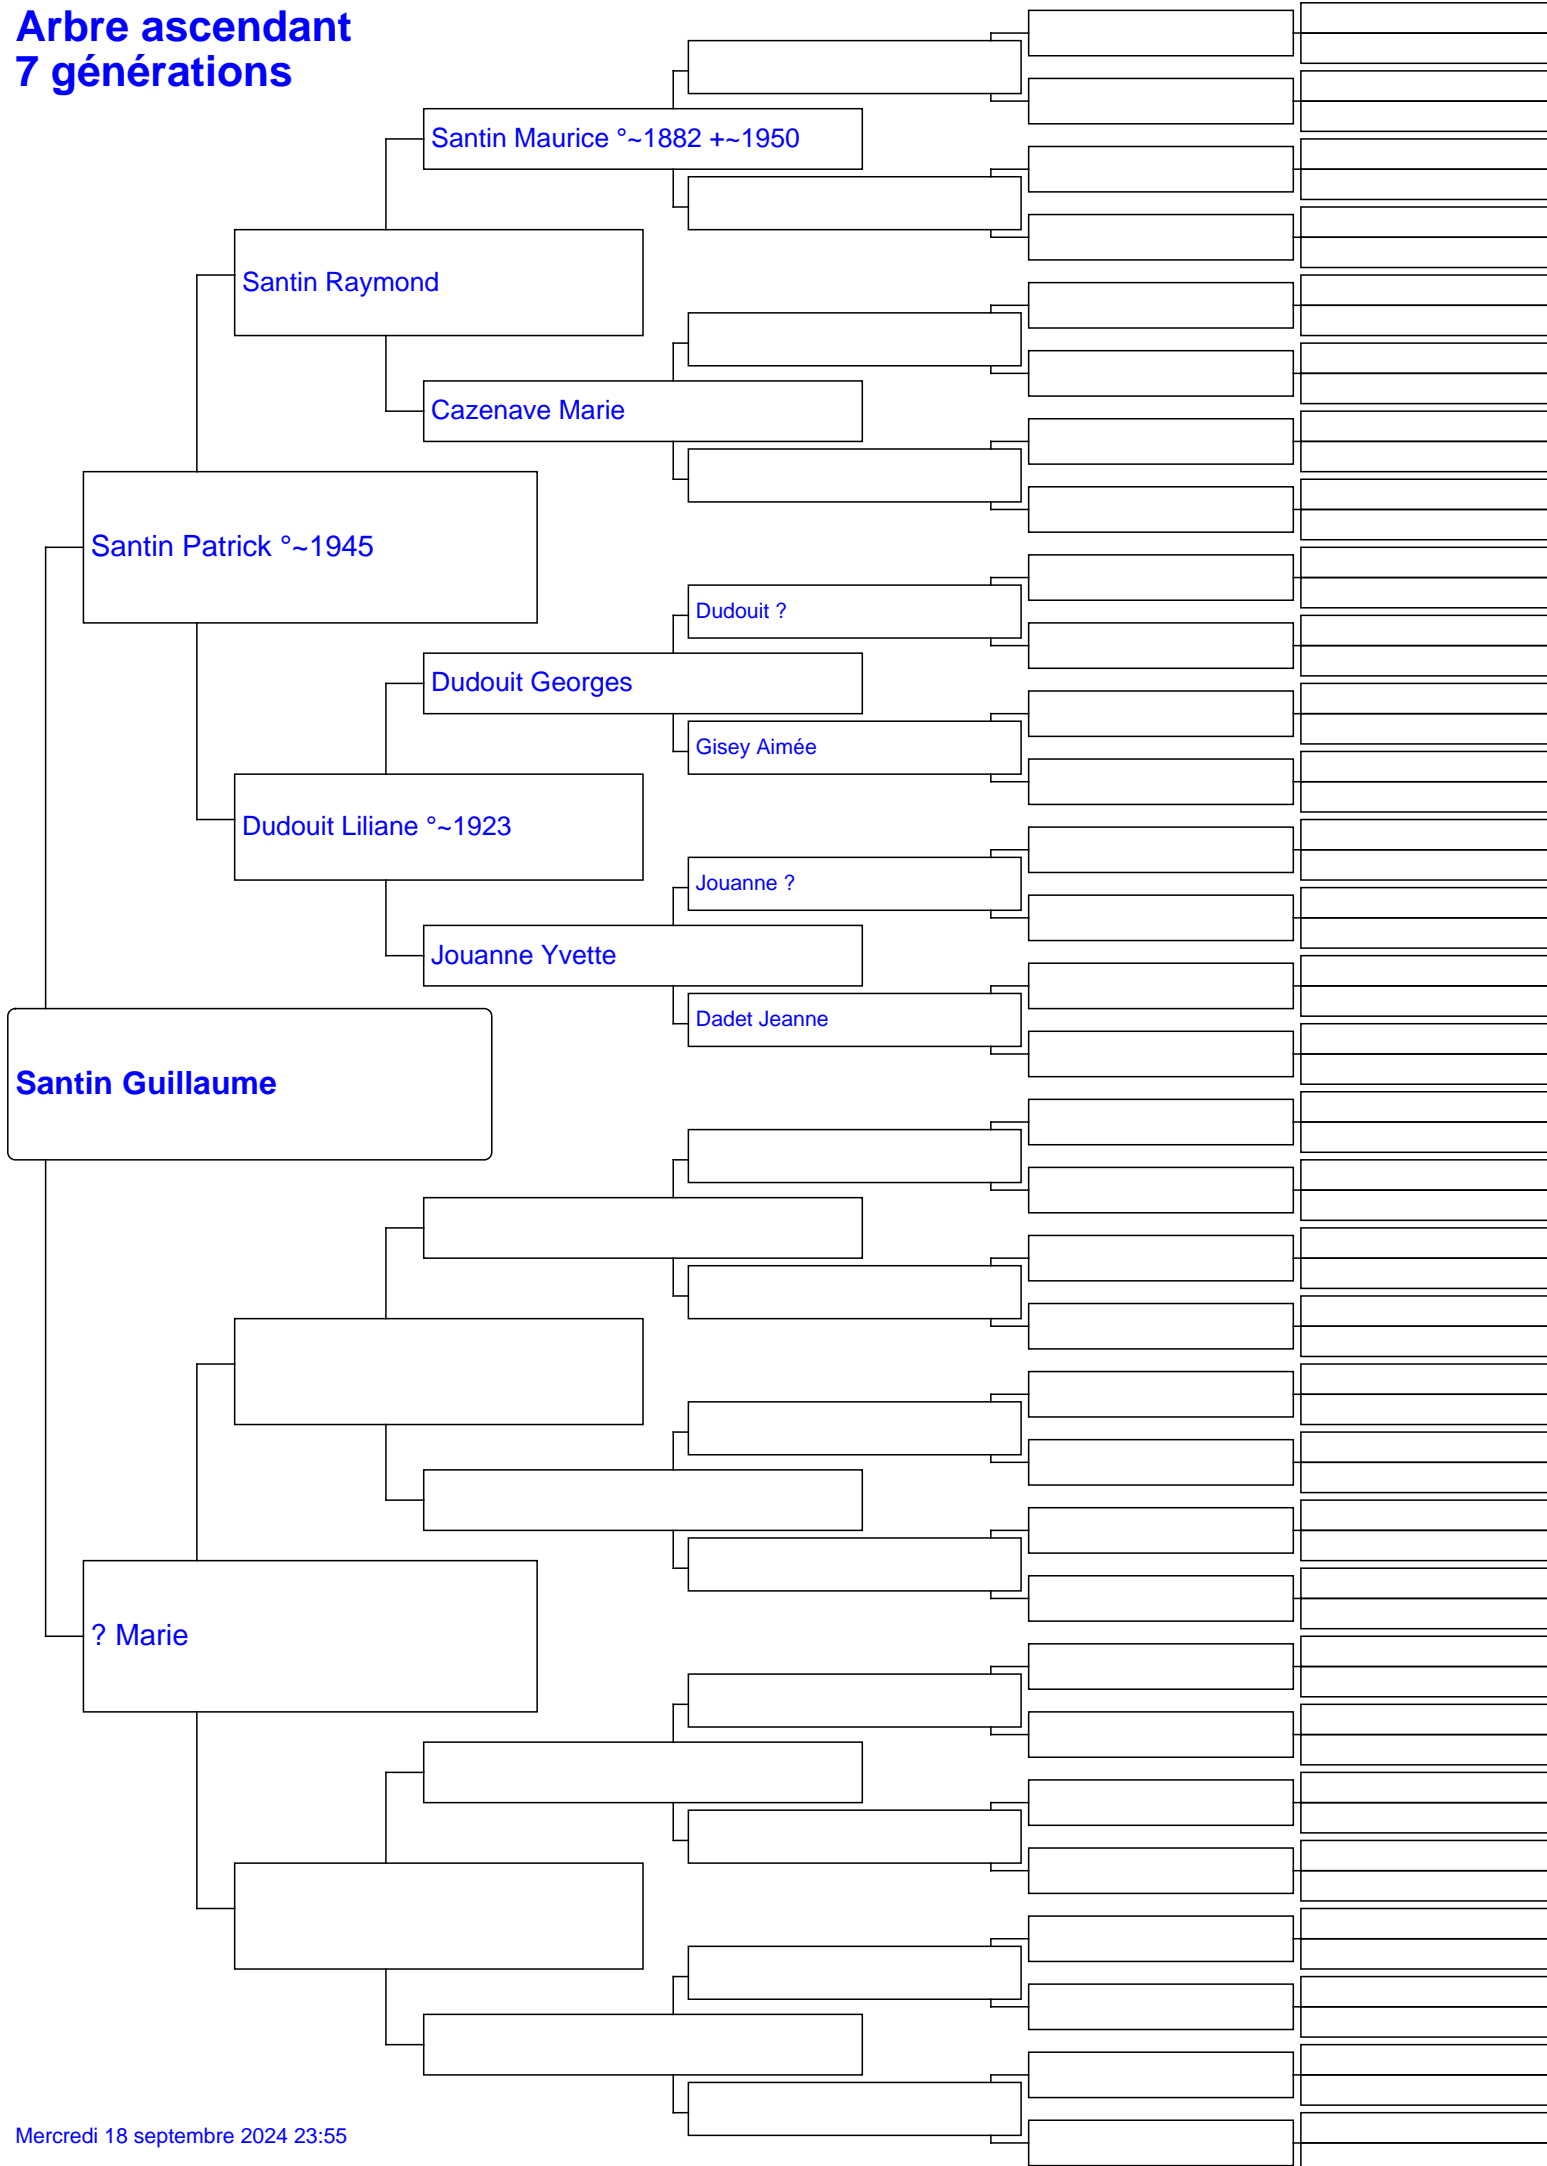 Arbre ascendant
7 générations
Santin Maurice °~1882 +~1950
Santin Raymond
Cazenave Marie
Santin Patrick °~1945
Dudouit ?
Dudouit Georges
Gisey Aimée
Dudouit Liliane °~1923
Jouanne ?
Jouanne Yvette
Dadet Jeanne
Santin Guillaume
? Marie
Mercredi 18 septembre 2024 23:55